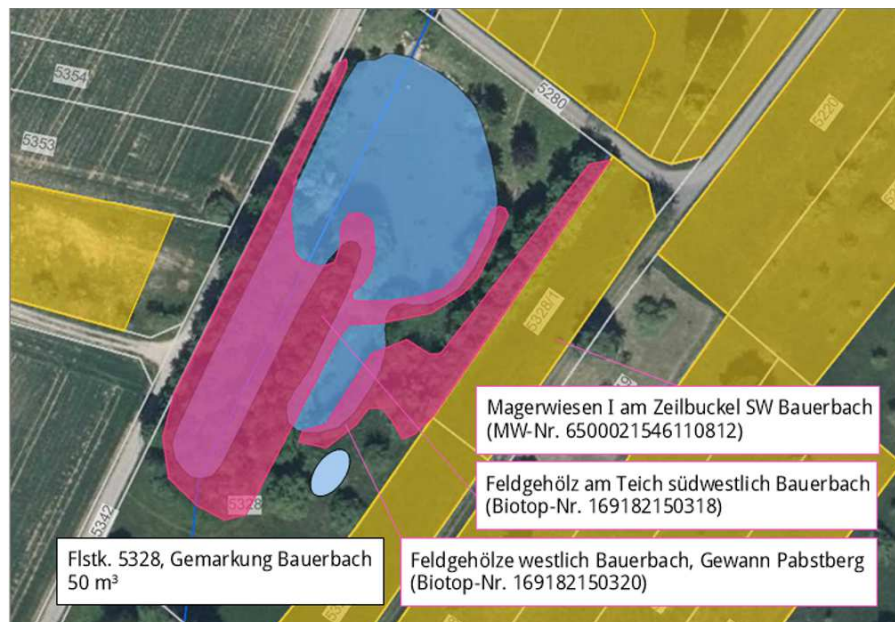 5354
5353
5280
5220
5328/1
Magerwiesen I am Zeilbuckel SW Bauerbach
(MW-Nr. 6500021546110812)
Feldgehölz am Teich südwestlich Bauerbach
(Biotop-Nr. 169182150318)
5328
5342
Flstk. 5328, Gemarkung Bauerbach
50 m³
Feldgehölze westlich Bauerbach, Gewann Pabstberg
(Biotop-Nr. 169182150320)